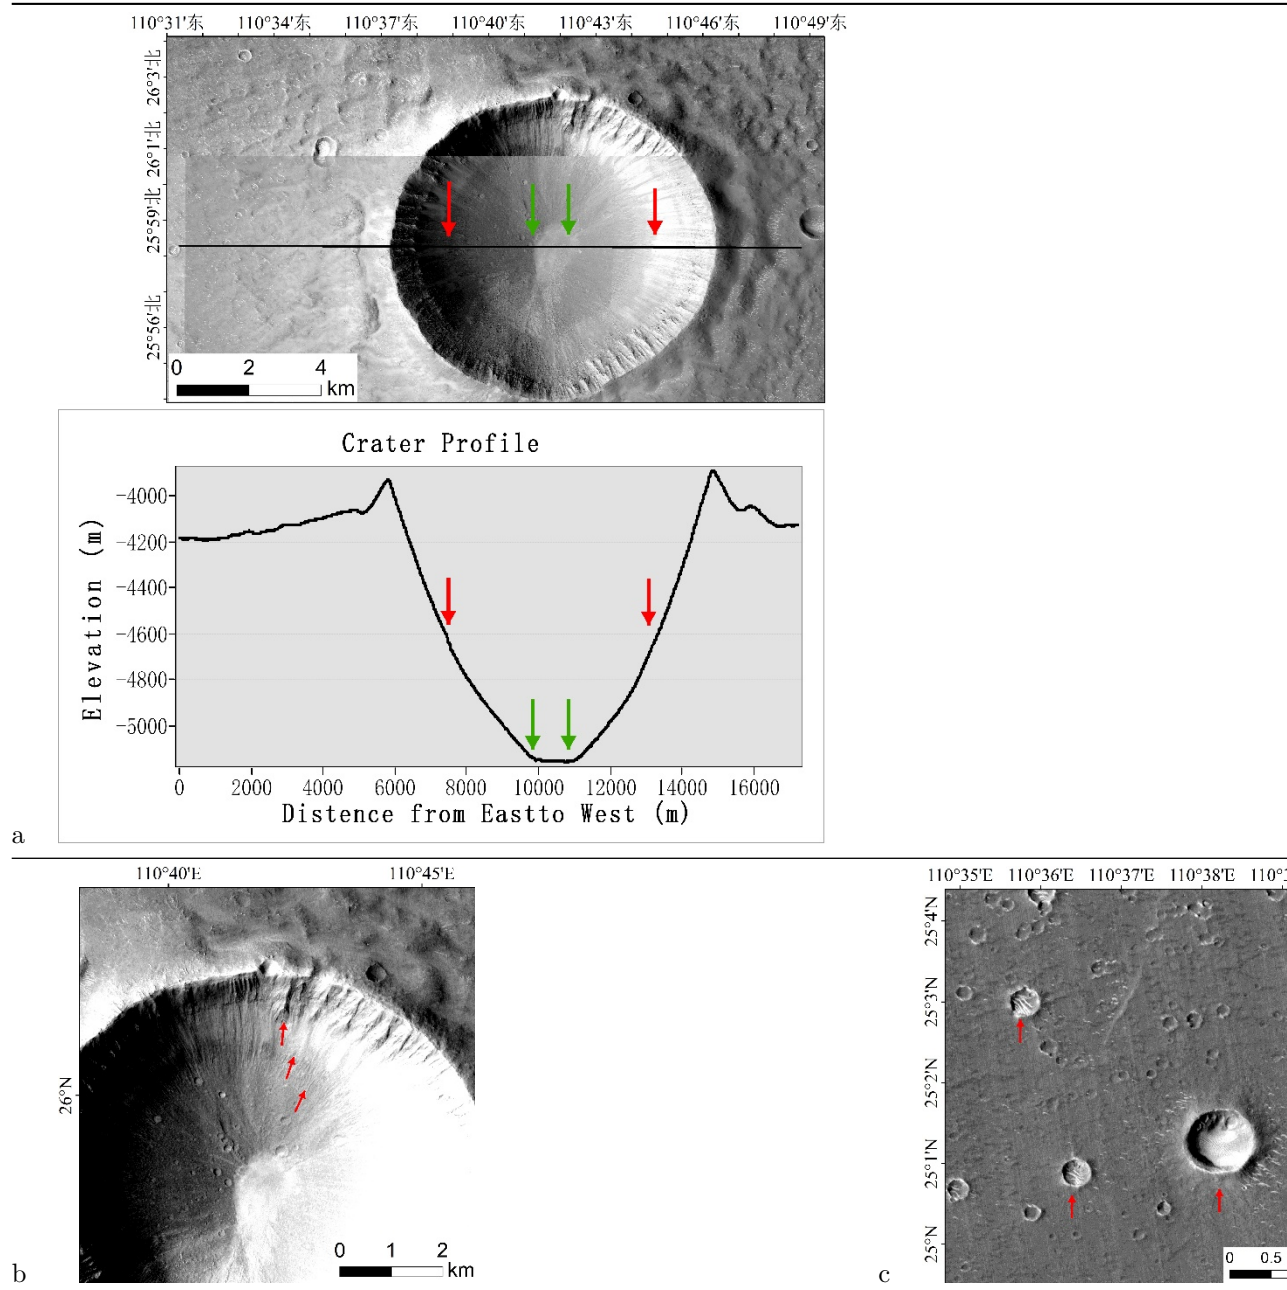 110°31'东 110°34'东 110°37'东 110°40'东 110°43'东 110°46'东 110°49'东
26°3'北
26°1'北
25°59'北
25°56'北
0 2 4
km
Crater Profile
Elevation (m)
-4000
-4200
-4400
-4600
-4800
-5000
0 2000 4000 6000 8000 10000 12000 14000 16000
Distence from Eastto West (m)
a
110°40'E 110°45'E
26°N
0 1 2
km
b
110°35'E 110°36'E 110°37'E 110°38'E
25°4'N
25°3'N
25°2'N
25°1'N
25°N
0 0.5
c